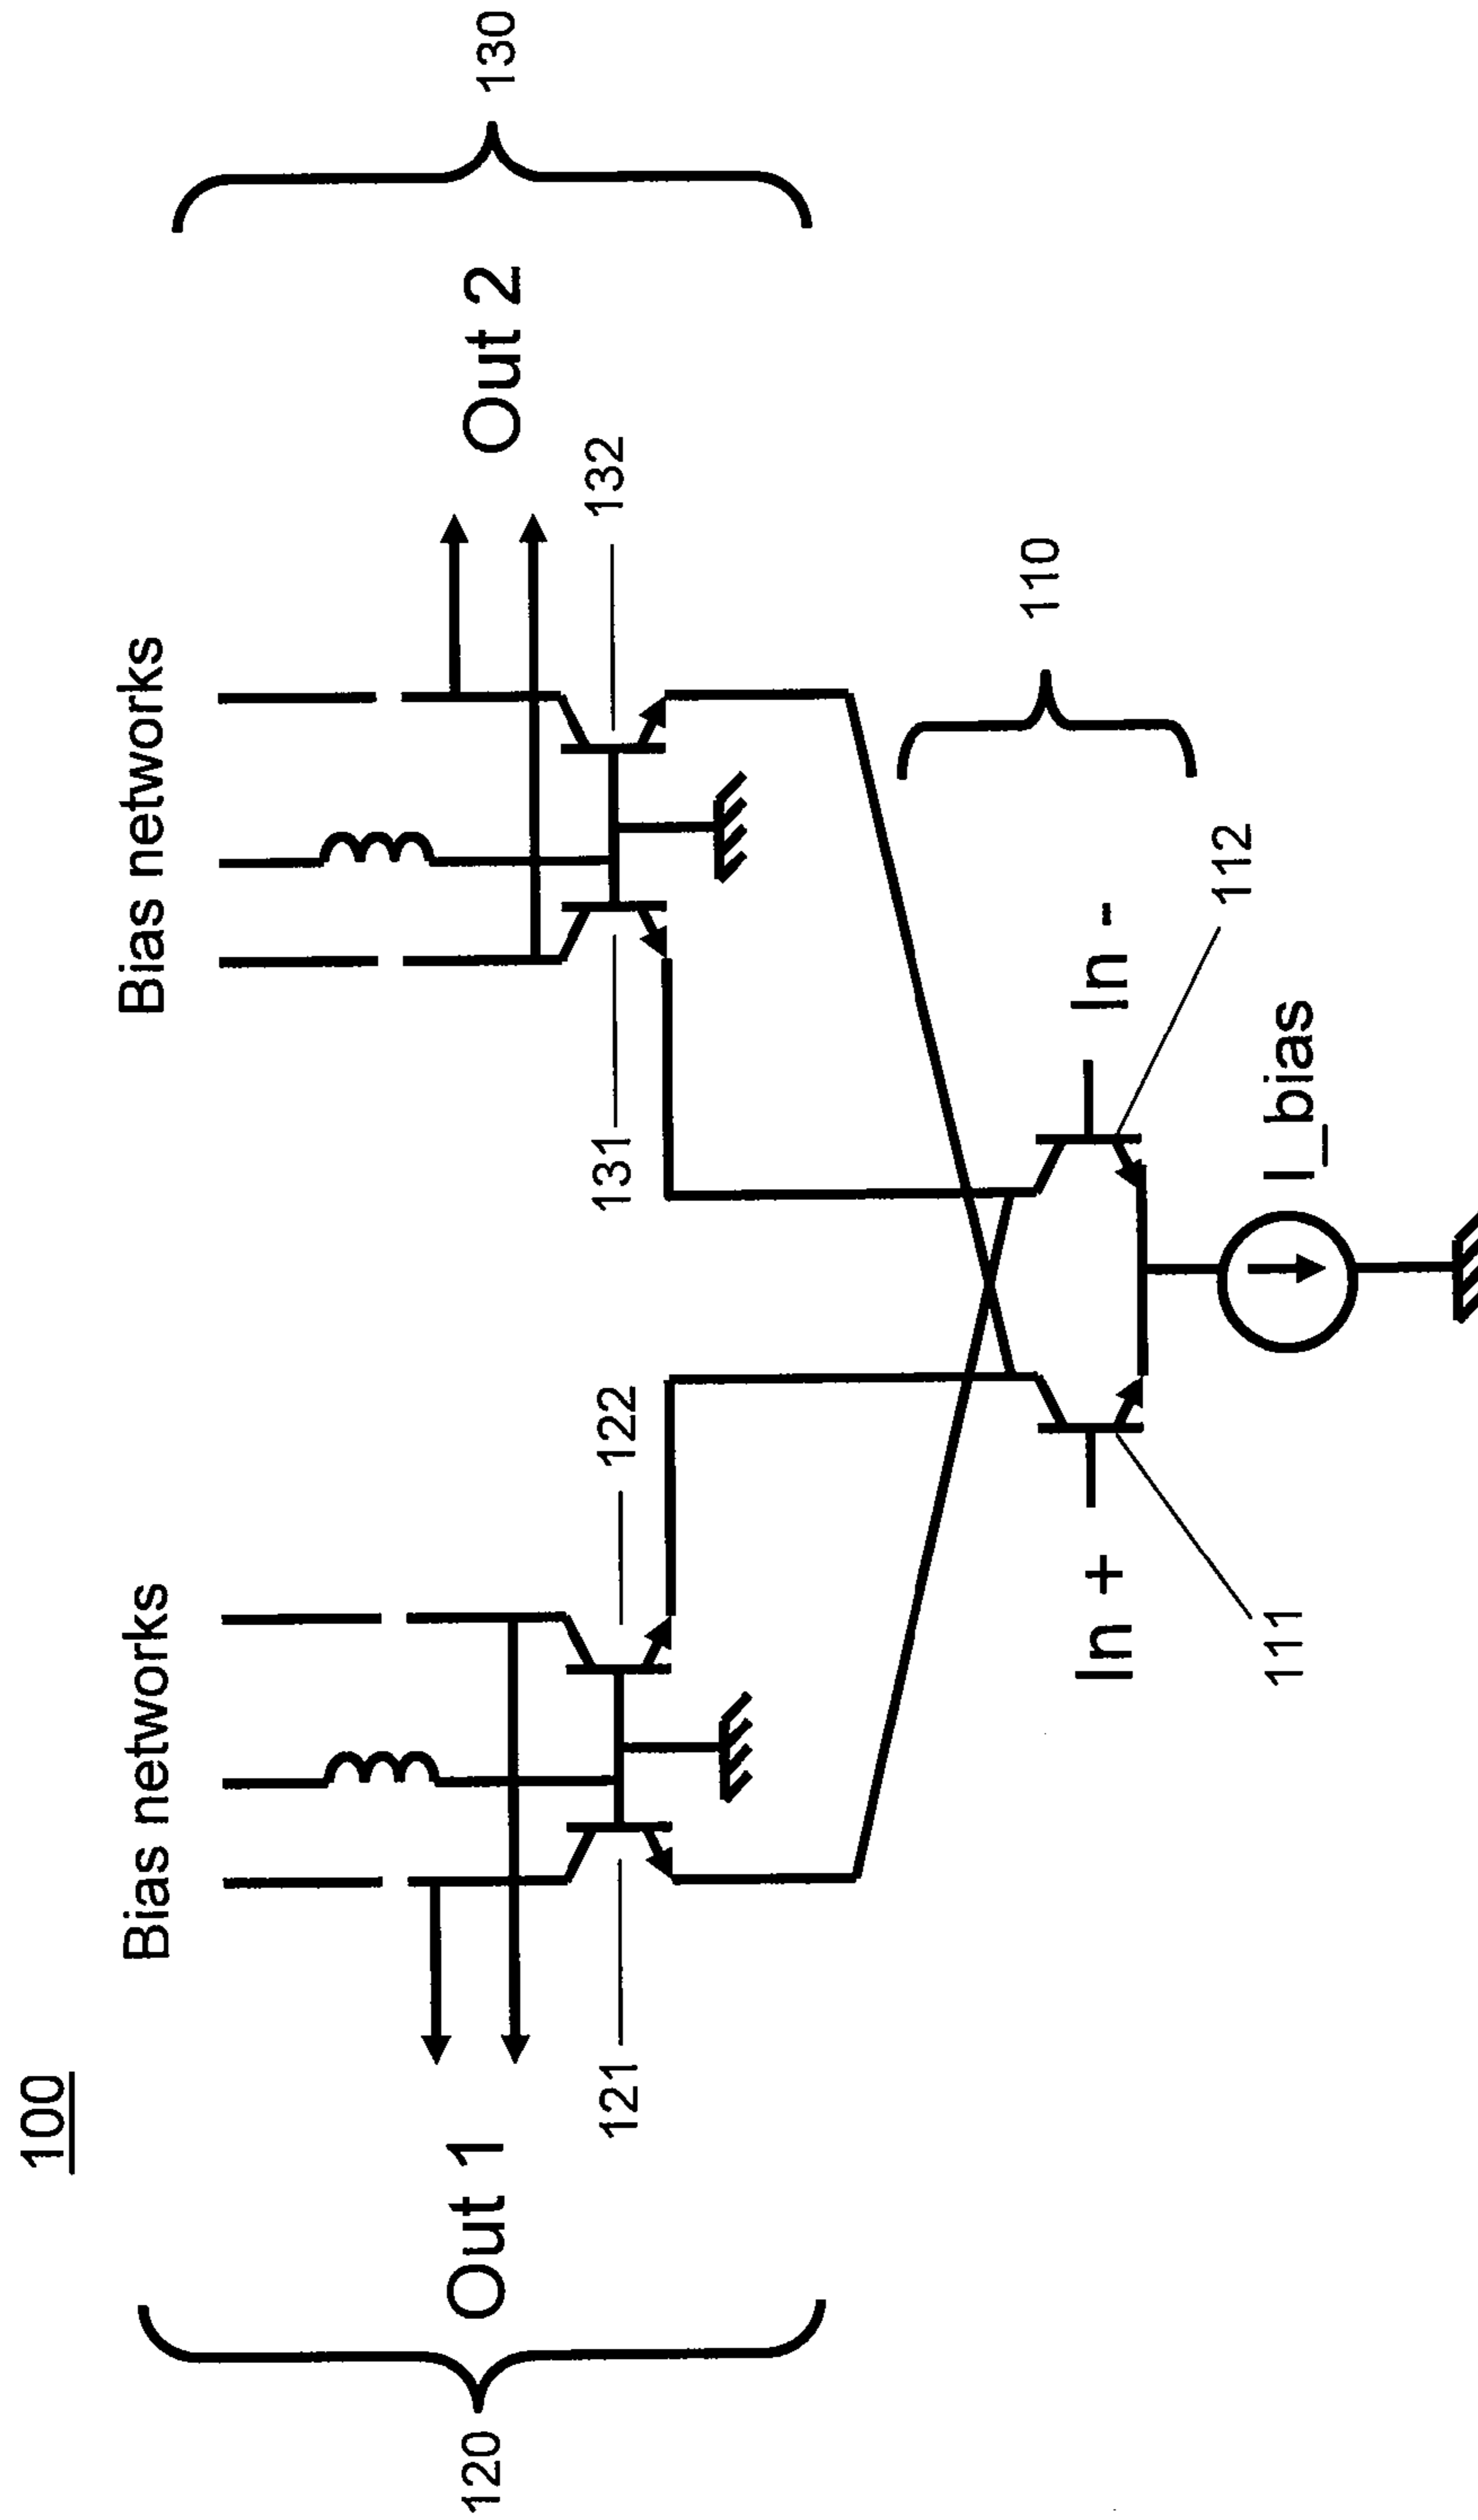 100
Bias networks
Bias networks
120
Out 1
Out 2
130
121
122
131
132
110
In +
In -
111
112
I_bias